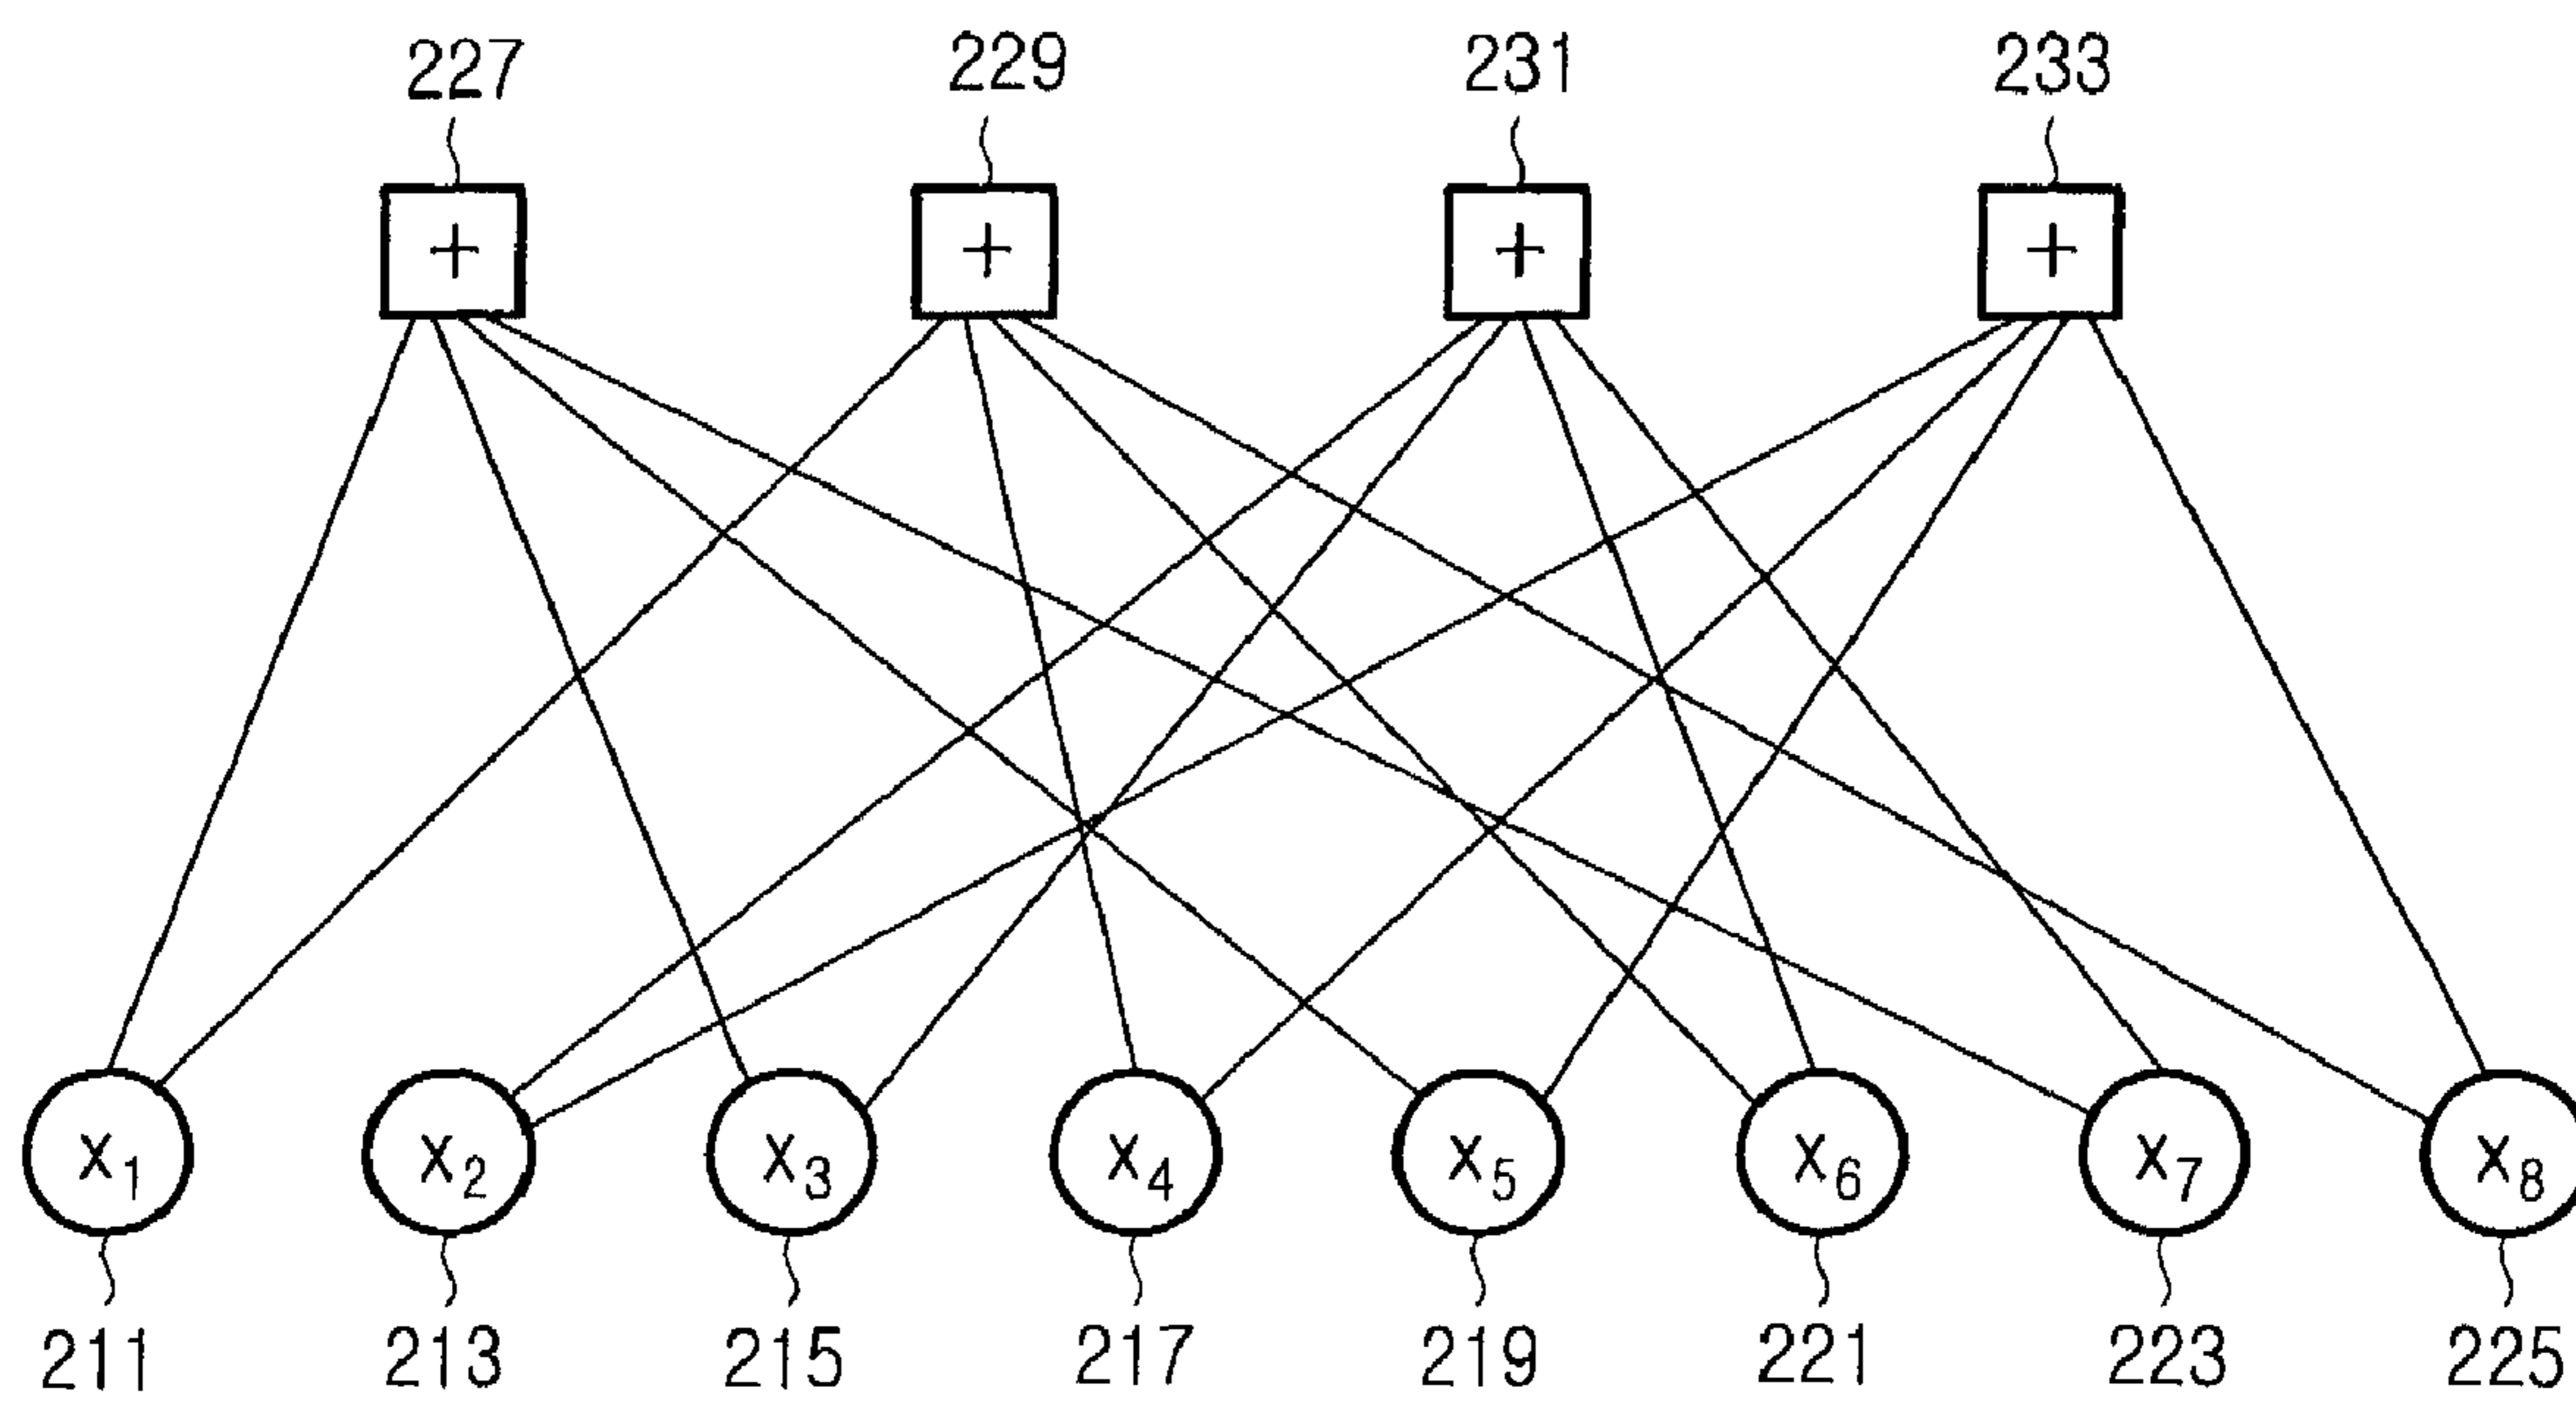 227 229 231 233
+ + + +
x₁ x₂ x₃ x₄ x₅ x₆ x₇ x₈
211 213 215 217 219 221 223 225